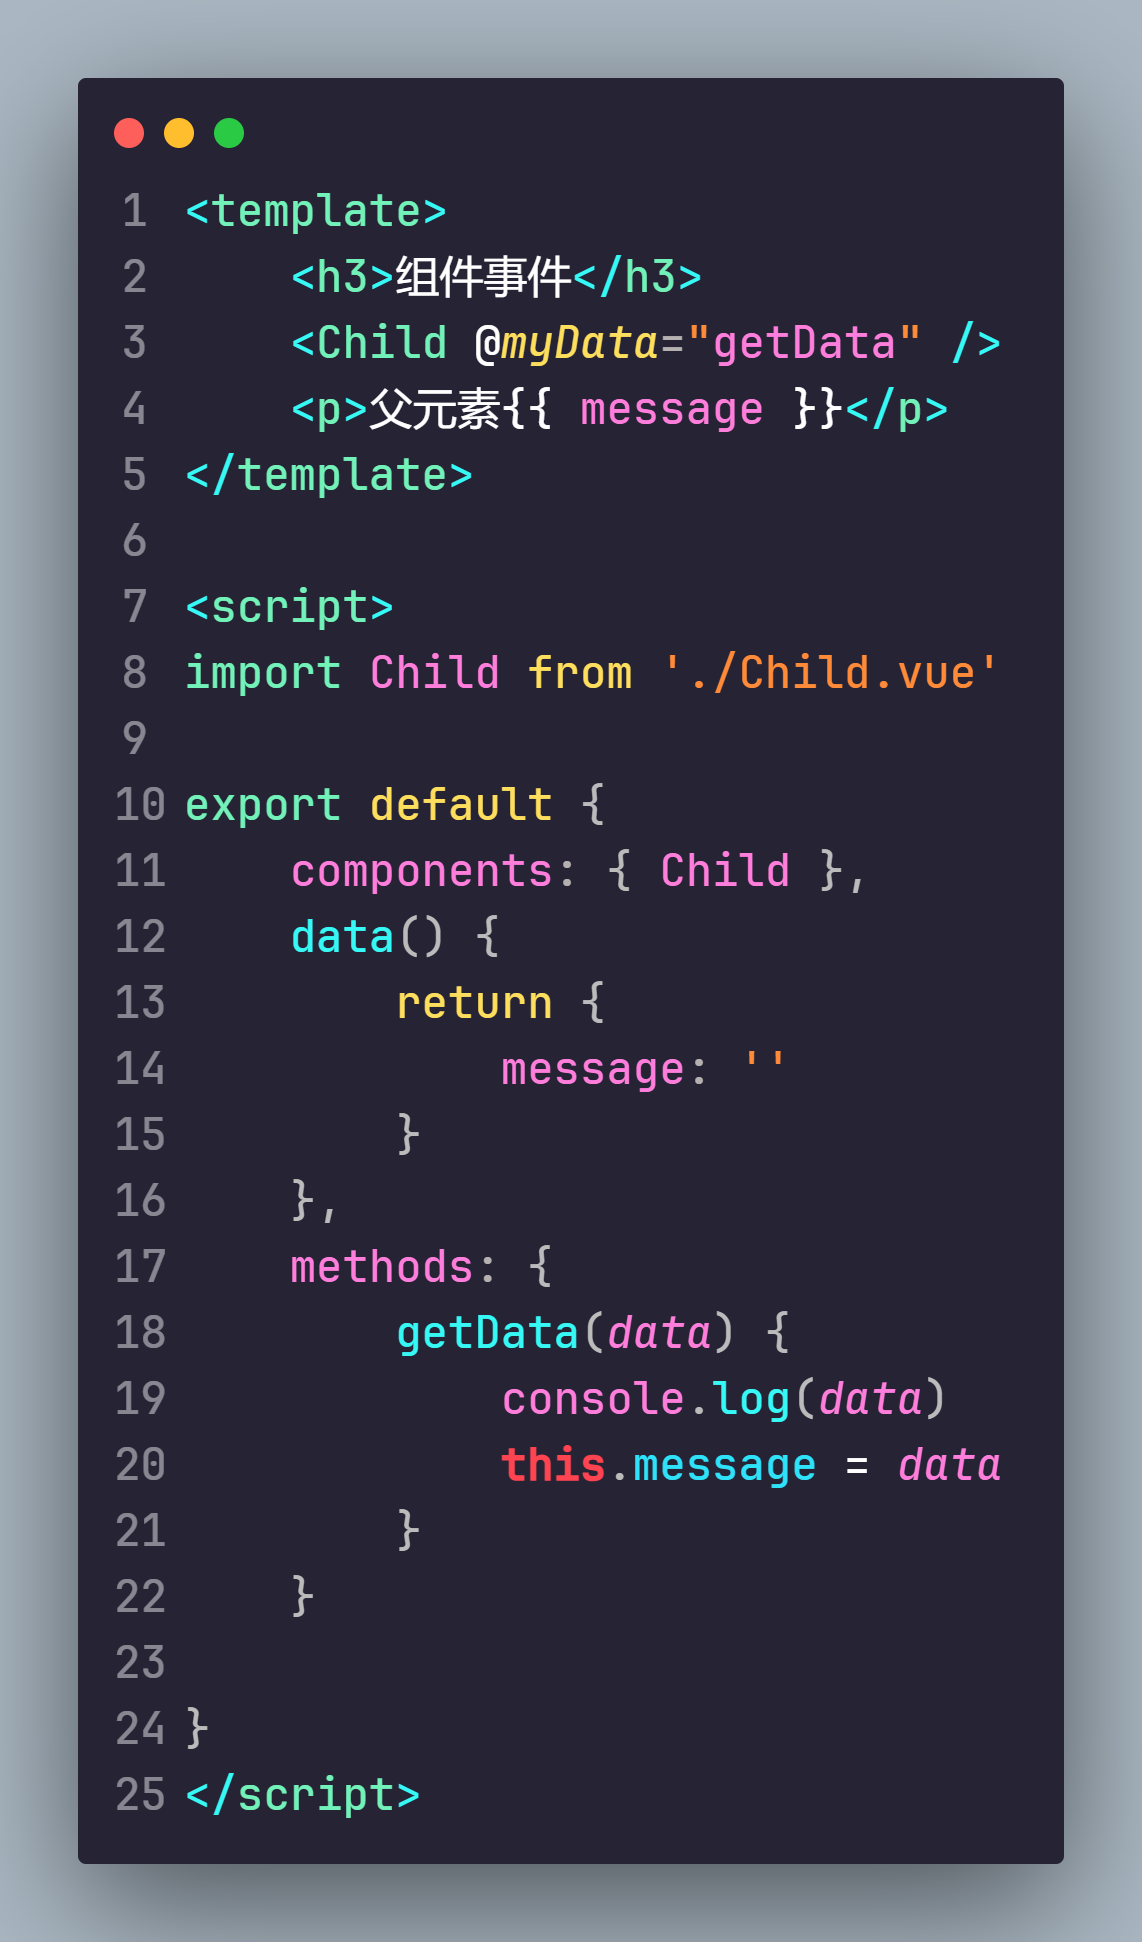 1 <template>
2     <h3>组件事件</h3>
3     <Child @myData="getData" />
4     <p>父元素{{ message }}</p>
5 </template>
6
7 <script>
8 import Child from './Child.vue'
9
10 export default {
11     components: { Child },
12     data() {
13         return {
14             message: ''
15         }
16     },
17     methods: {
18         getData(data) {
19             console.log(data)
20             this.message = data
21         }
22     }
23
24 }
25 </script>